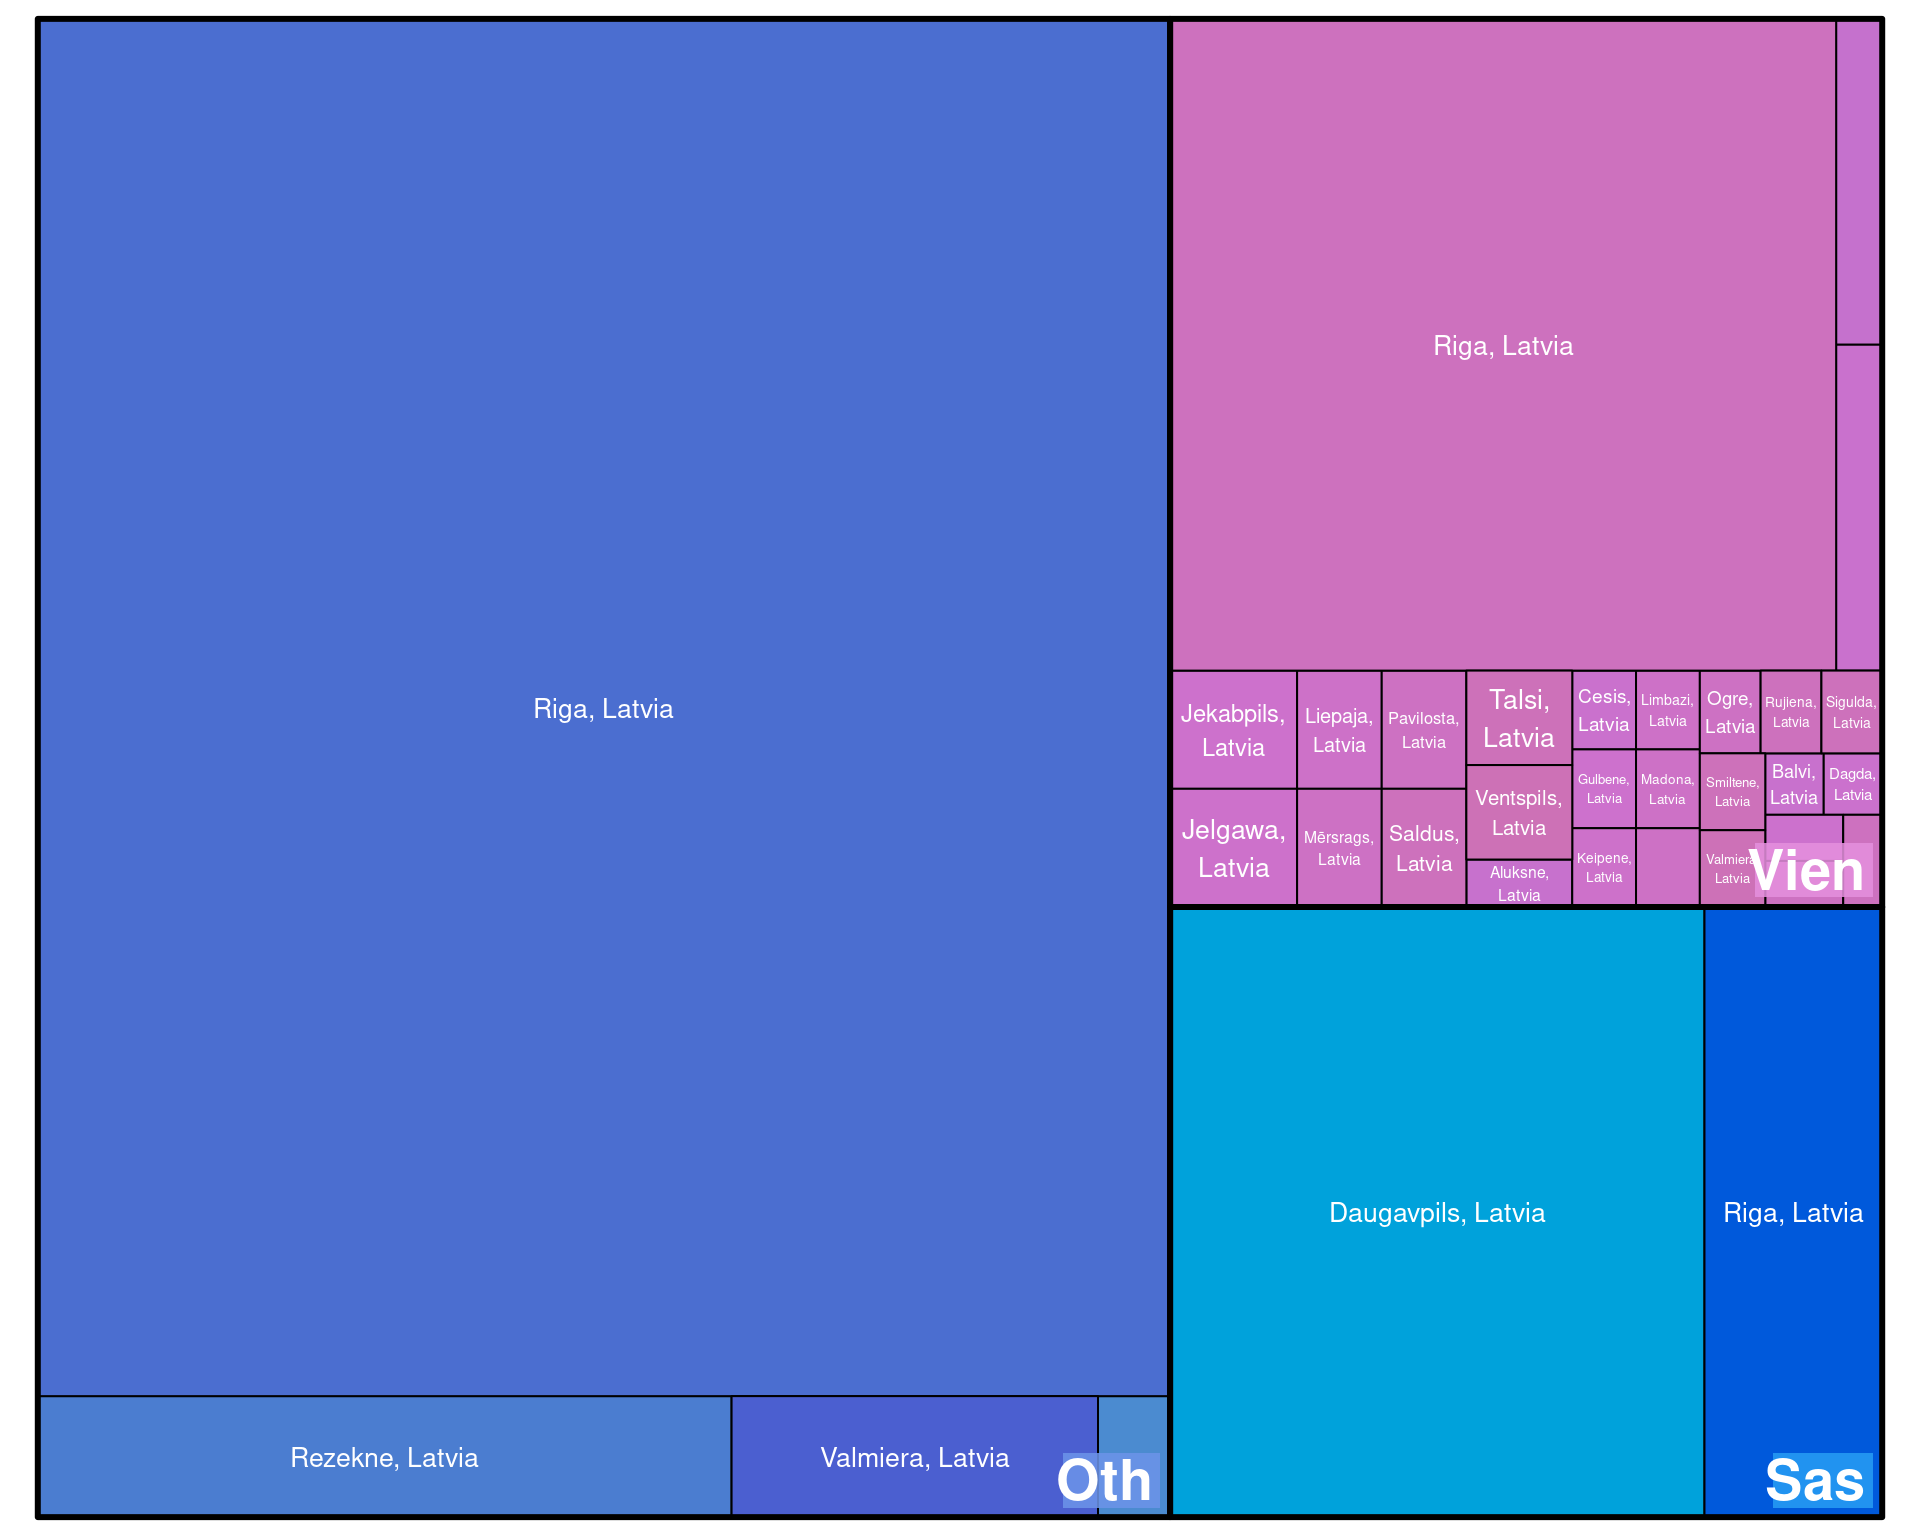 Riga, Latvia
Rezekne, Latvia
Valmiera, Latvia
Oth
Riga, Latvia
Jekabpils,
Latvia
Liepaja,
Latvia
Pavilosta,
Latvia
Talsi,
Latvia
Cesis,
Latvia
Limbazi,
Latvia
Ogre,
Latvia
Rujiena,
Latvia
Sigulda,
Latvia
Jelgawa,
Latvia
Mērsrags,
Latvia
Saldus,
Latvia
Ventspils,
Latvia
Aluksne,
Latvia
Gulbene,
Latvia
Madona,
Latvia
Keipene,
Latvia
Smiltene,
Latvia
Balvi,
Latvia
Dagda,
Latvia
Valmiera
Latvia
Vien
Daugavpils, Latvia
Riga, Latvia
Sas